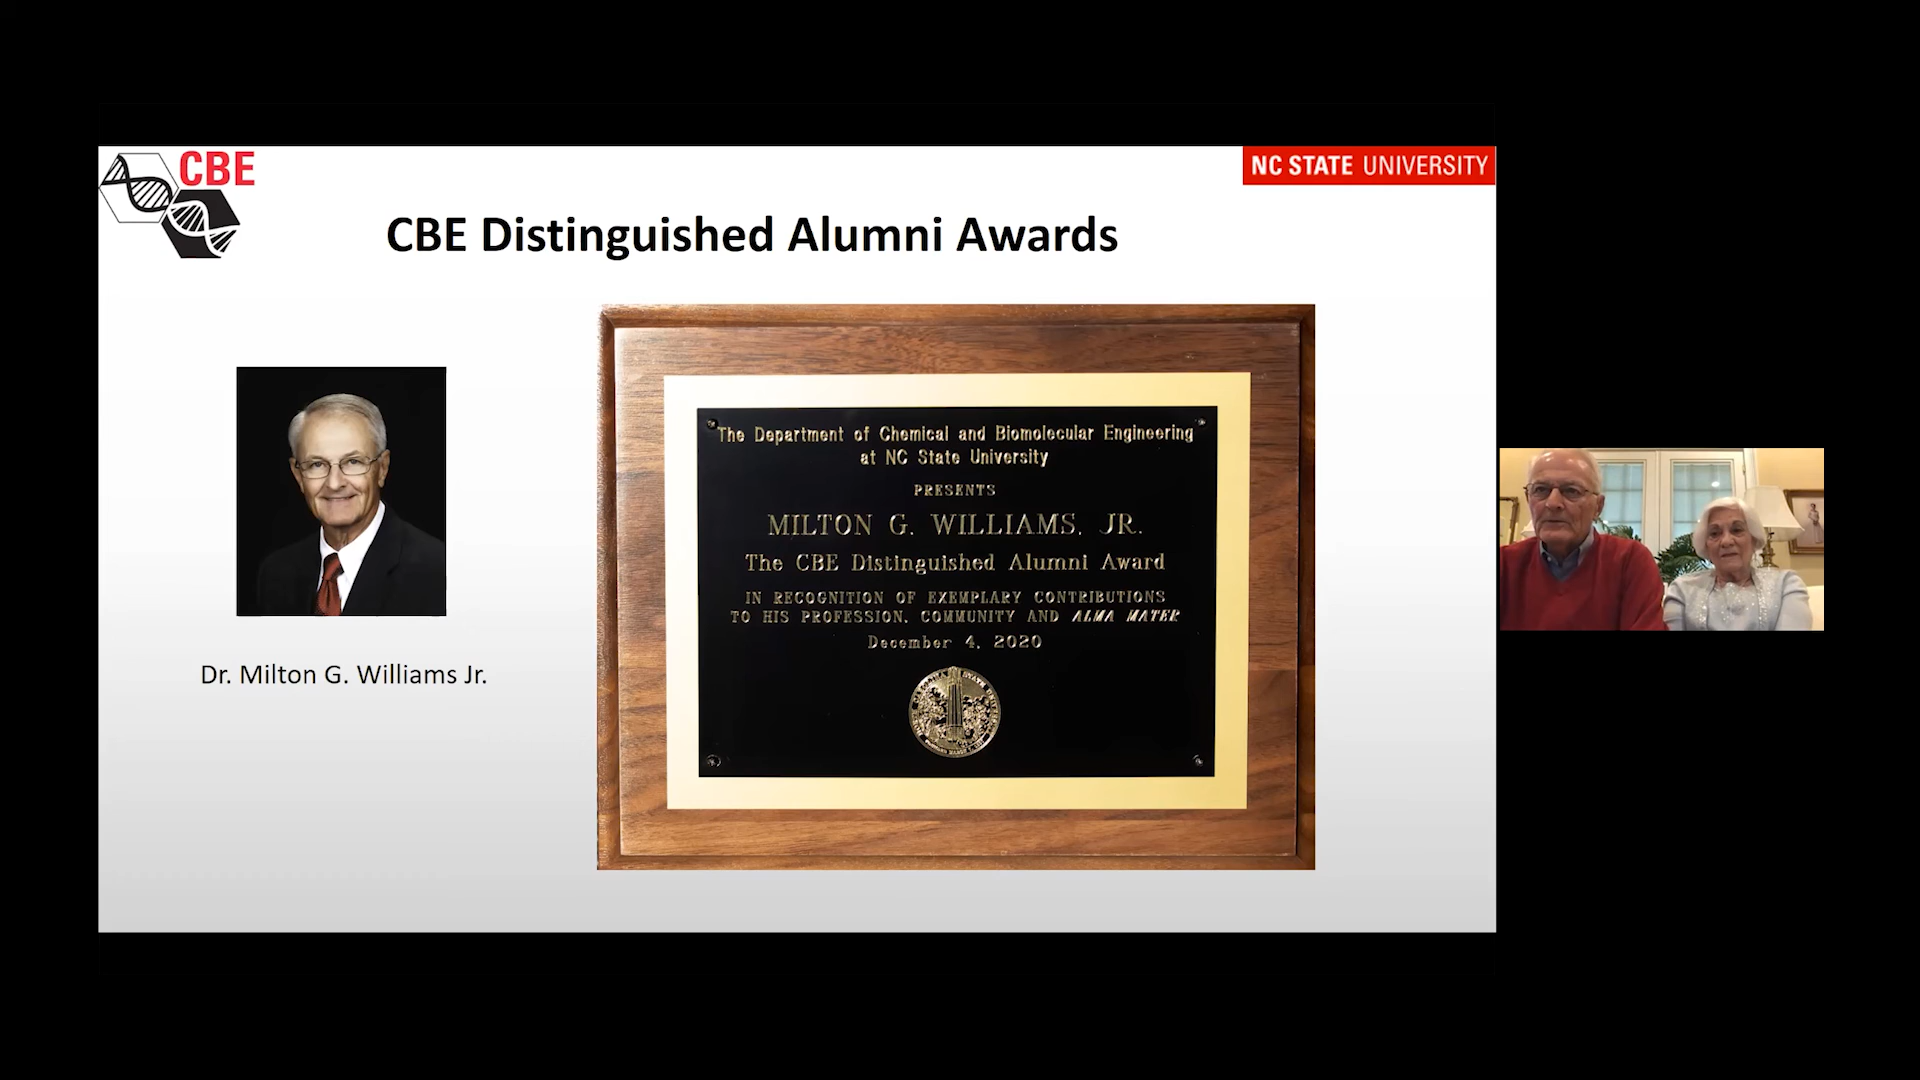 CBE
NC STATE UNIVERSITY
CBE Distinguished Alumni Awards
The Department of Chemical and Biomolecular Engineering
at NC State University
PRESENTS
MILTON G. WILLIAMS, JR.
The CBE Distinguished Alumni Award
IN RECOGNITION OF EXEMPLARY CONTRIBUTIONS
TO HIS PROFESSION, COMMUNITY AND ALMA MATER
December 4, 2020
Dr. Milton G. Williams Jr.